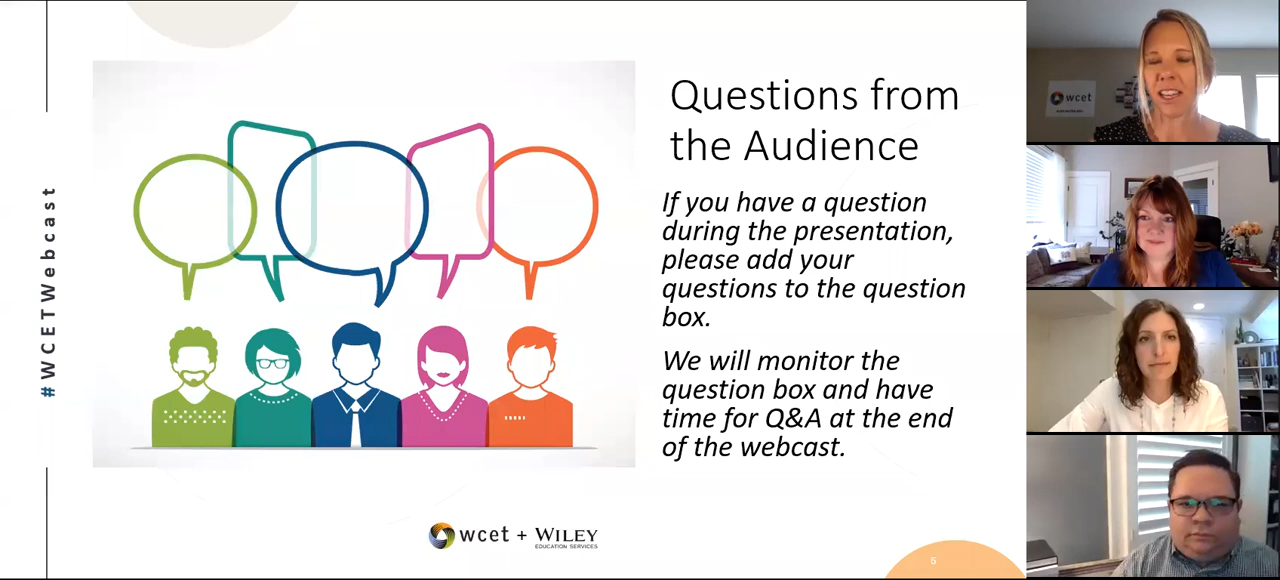 #WCETWebcast
Questions from
the Audience
If you have a question
during the presentation,
please add your
questions to the question
box.
We will monitor the
question box and have
time for Q&A at the end
of the webcast.
wcet + WILEY
EDUCATION SERVICES
5
wcet